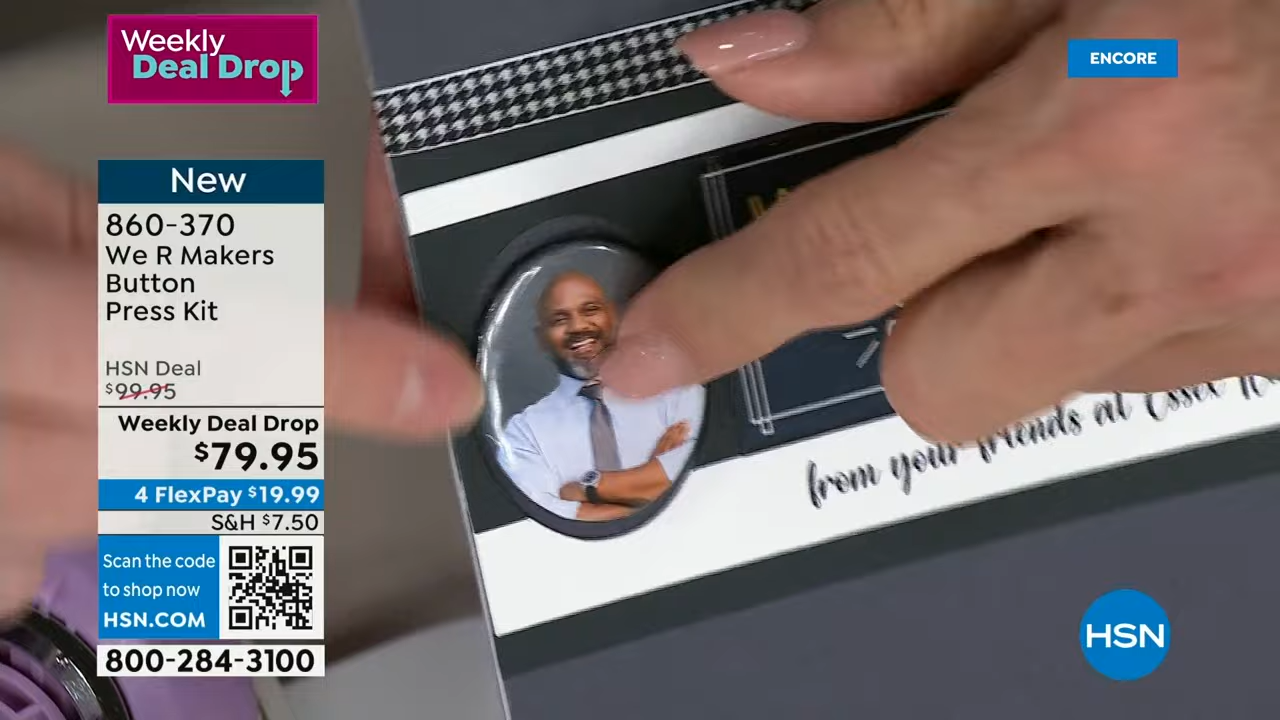 Weekly
Deal Drop
ENCORE
New
860-370
We R Makers
Button
Press Kit
HSN Deal
$99.95
Weekly Deal Drop
$79.95
4 FlexPay $19.99
S&H $7.50
Scan the code
to shop now
HSN.COM
800-284-3100
from your friends at Essex
HSN